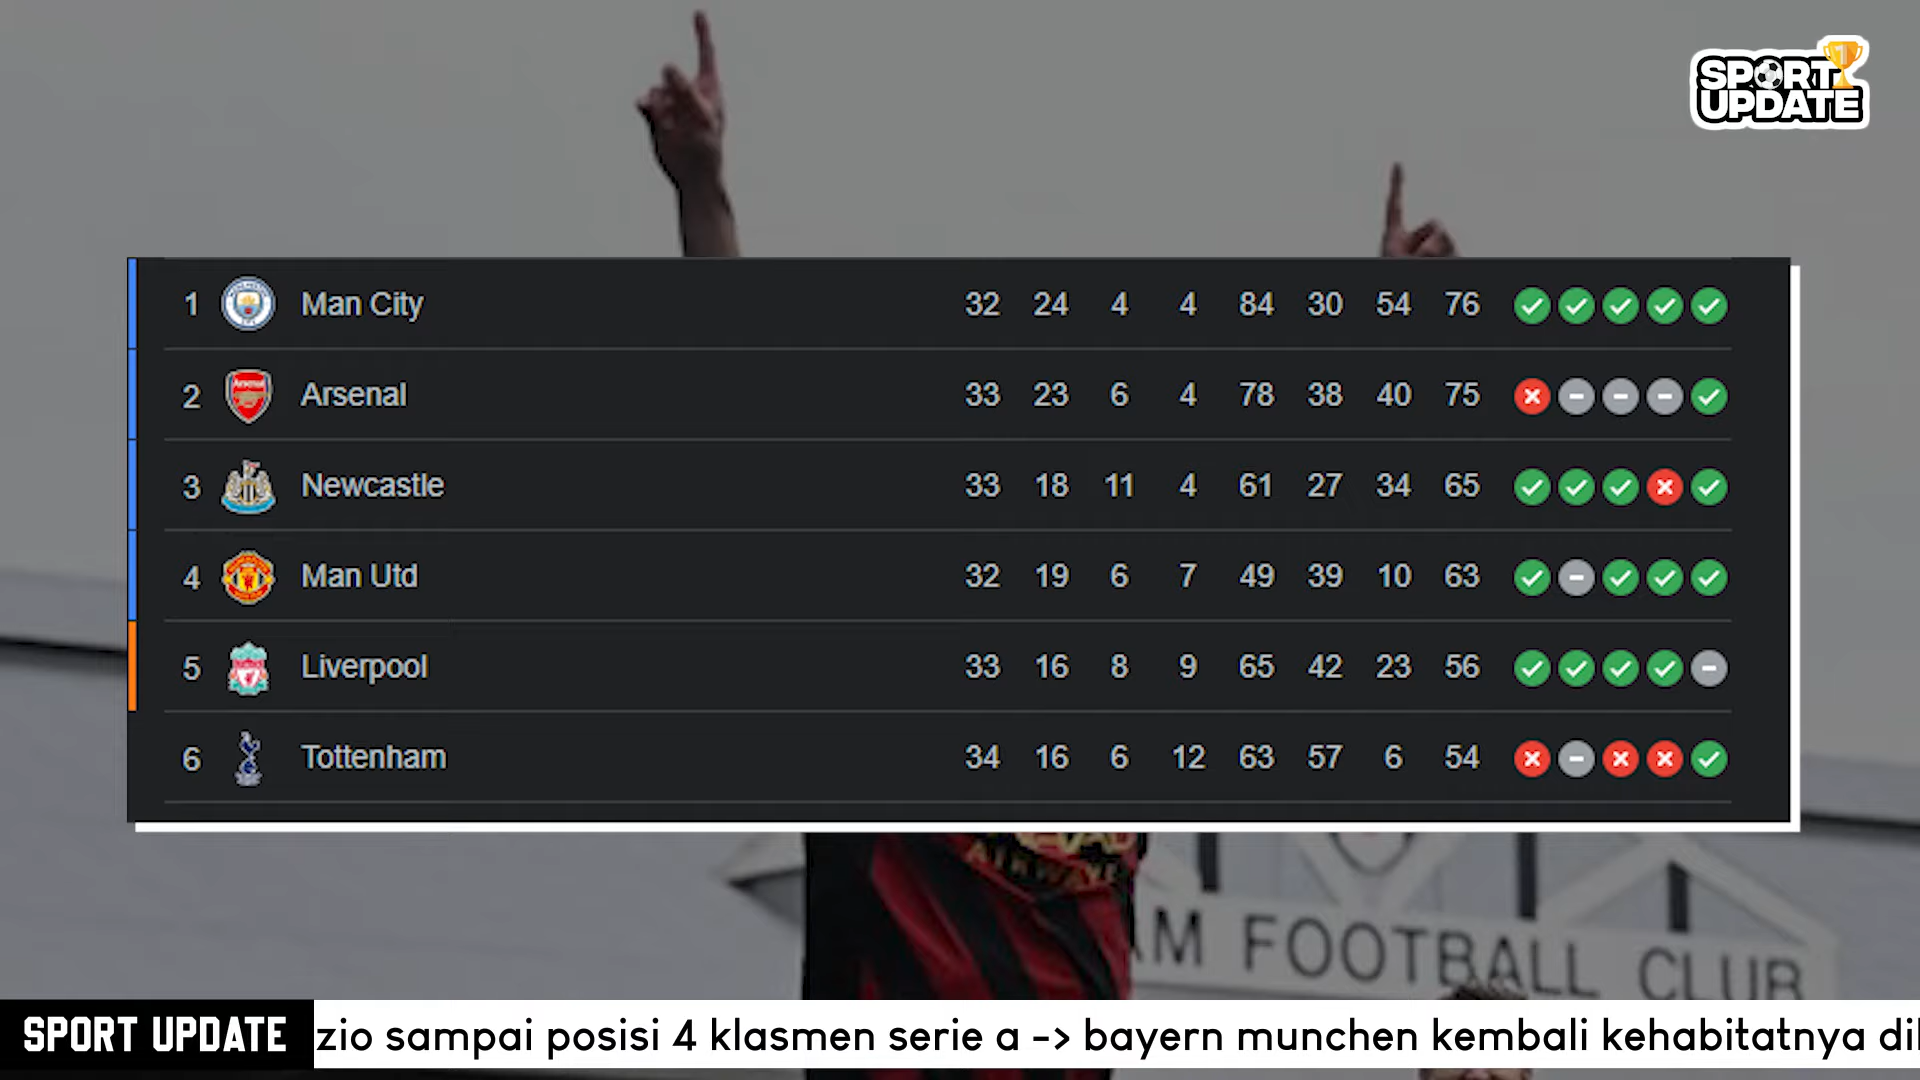 SPORT
UPDATE
1 Man City 32 24 4 4 84 30 54 76
2 Arsenal 33 23 6 4 78 38 40 75
3 Newcastle 33 18 11 4 61 27 34 65
4 Man Utd 32 19 6 7 49 39 10 63
5 Liverpool 33 16 8 9 65 42 23 56
6 Tottenham 34 16 6 12 63 57 6 54
AIRWAYS
AM FOOTBALL CLUB
SPORT UPDATE zio sampai posisi 4 klasmen serie a -> bayern munchen kembali kehabitatnya dil